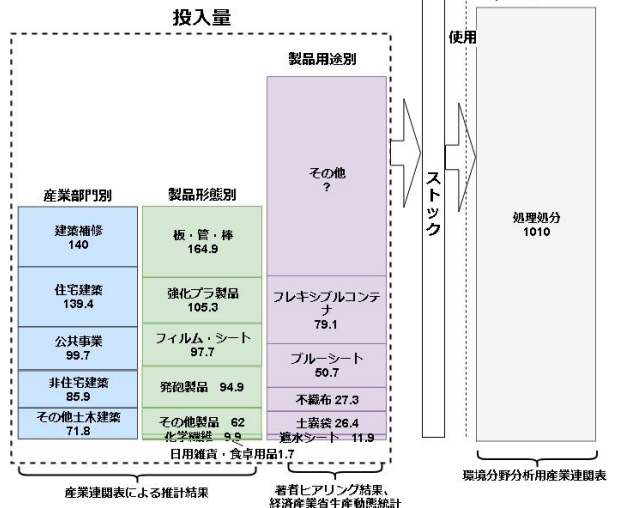 投入量
使用
製品用途別
産業部門別
製品形態別
建築補修
140
住宅建築
139.4
公共事業
99.7
非住宅建築
85.9
その他土木建築
71.8
板・管・棒
164.9
強化プラ製品
105.3
フィルム・シート
97.7
発砲製品 94.9
その他製品 62
化学繊維 9.9
日用雑貨・食卓用品1.7
その他
?
フレキシブルコンテ
ナ
79.1
ブルーシート
50.7
不織布 27.3
土嚢袋 26.4
遮水シート 11.9
ストック
処理処分
1010
産業連関表による推計結果
著者ヒアリング結果、
経済産業省生産動態統計
環境分野分析用産業連関表